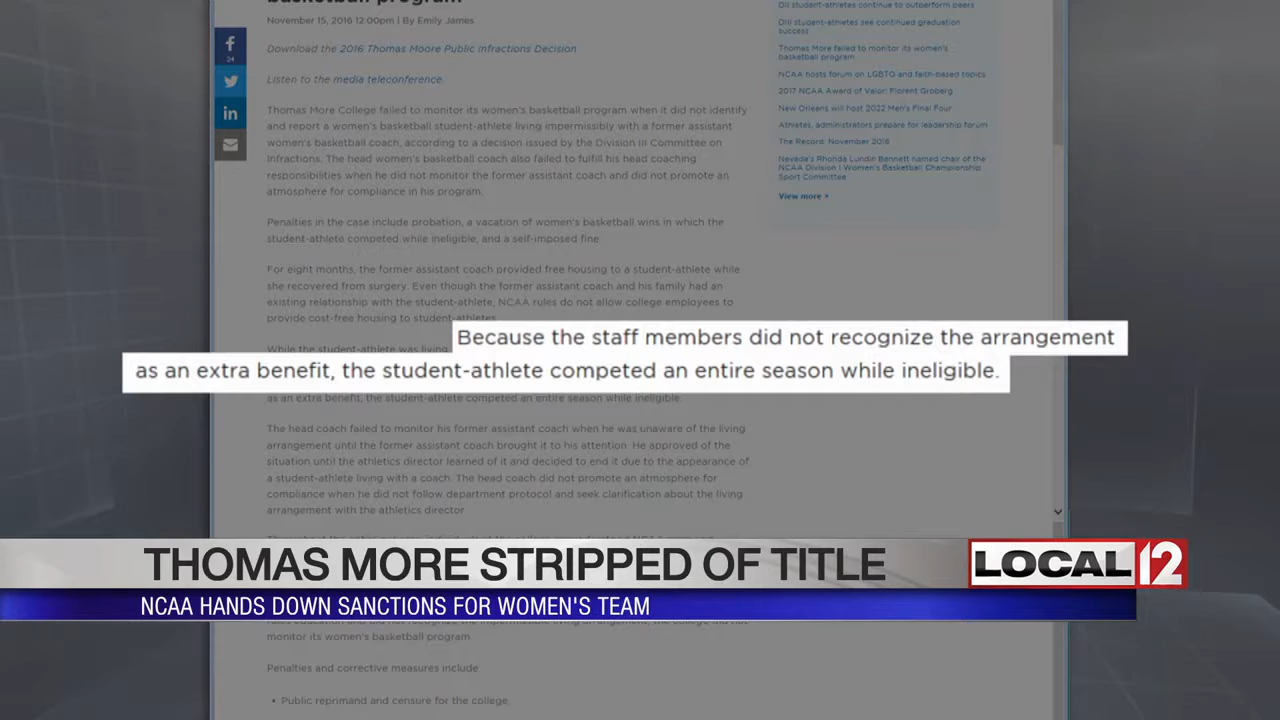 November 15, 2016 12:00pm | By Emily James
Download the 2016 Thomas Moore Public Infractions Decision
Listen to the media teleconference.
f
24
in
Thomas More College failed to monitor its women's basketball program when it did not identify
and report a women's basketball student-athlete living impermissibly with a former assistant
women's basketball coach, according to a decision issued by the Division III Committee on
Infractions. The head women's basketball coach also failed to fulfill his head coaching
responsibilities when he did not monitor the former assistant coach and did not promote an
atmosphere for compliance in his program.
Penalties in the case include probation, a vacation of women's basketball wins in which the
student-athlete competed while ineligible, and a self-imposed fine
For eight months, the former assistant coach provided free housing to a student-athlete while
she recovered from surgery. Even though the former assistant coach and his family had an
existing relationship with the student-athlete, NCAA rules do not allow college employees to
provide cost-free housing to student-athletes
While the student-athlete was living
Because the staff members did not recognize the arrangement
as an extra benefit, the student-athlete competed an entire season while ineligible.
as an extra benefit, the student-athlete competed an entire season while ineligible.
The head coach failed to monitor his former assistant coach when he was unaware of the living
arrangement until the former assistant coach brought it to his attention. He approved of the
situation until the athletics director learned of it and decided to end it due to the appearance of
a student-athlete living with a coach. The head coach did not promote an atmosphere for
compliance when he did not follow department protocol and seek clarification about the living
arrangement with the athletics director
monitor its women's basketball program
Penalties and corrective measures include
• Public reprimand and censure for the college,
DII student-athletes continue to outperform peers
DIII student-athletes see continued graduation
success
Thomas More failed to monitor its women's
basketball program
NCAA hosts forum on LGBTQ and faith-based topics
2017 NCAA Award of Valor: Florent Groberg
New Orleans will host 2022 Men's Final Four
Athletes, administrators prepare for leadership forum
The Record: November 2016
Nevada's Rhonda Lundin Bennett named chair of the
NCAA Division I Women's Basketball Championship
Sport Committee
View more >
THOMAS MORE STRIPPED OF TITLE
NCAA HANDS DOWN SANCTIONS FOR WOMEN'S TEAM
LOCAL 12